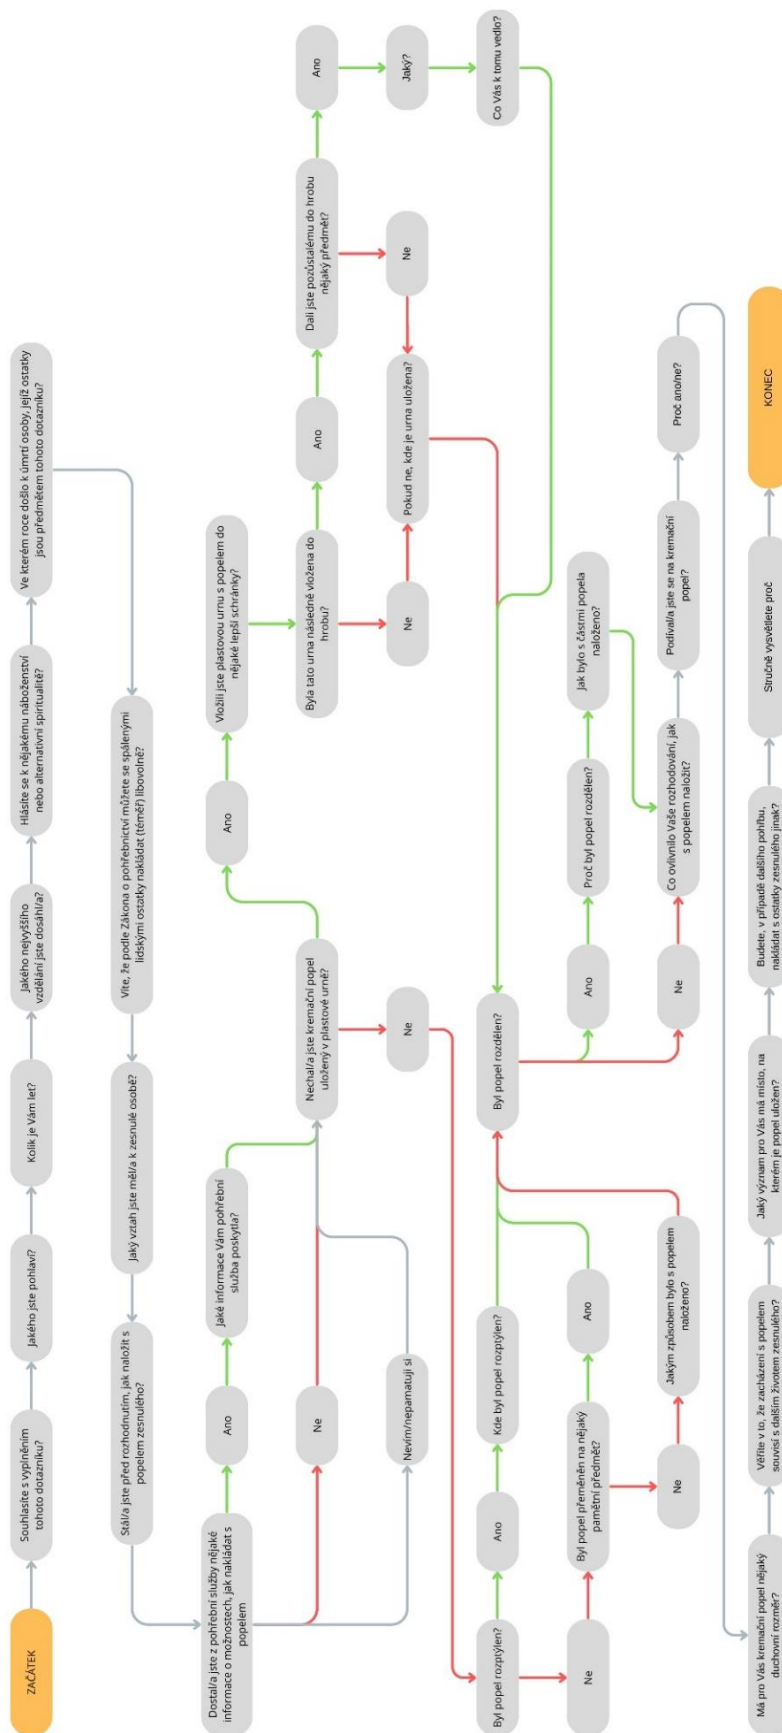 ZAČÁTEK
Souhlasíte s vyplněním
tohoto dotazníku?
Jakého jste pohlaví?
Kolik je Vám let?
Jakého nejvyššího
vzdělání jste dosáhl/a?
Hlásíte se k nějakému náboženství
nebo alternativní spiritualitě?
Ve kterém roce došlo k úmrtí osoby, jejíž ostatky
jsou předmětem tohoto dotazníku?
Víte, že podle Zákona o pohřebnictví můžete se spálenými
lidskými ostatky nakládat (téměř) libovolně?
Jaký vztah jste měl/a k zesnulé osobě?
Stál/a jste před rozhodnutím, jak naložit s
popelem zesnulého?
Dostal/a jste z pohřební služby nějaké
informace o možnostech, jak nakládat s
popelem
Ano
Jaké informace Vám pohřební
služba poskytla?
Ne
Nevím/nepamatuji si
Nechal/a jste kremační popel
uložený v plastové urně?
Ano
Vložili jste plastovou urnu s popelem do
nějaké lepší schránky?
Byla tato urna následně vložena do
hrobu?
Ano
Dali jste pozůstalému do hrobu
nějaký předmět?
Ano
Jaký?
Co Vás k tomu vedlo?
Ne
Ne
Pokud ne, kde je urna uložena?
Ne
Byl popel rozptýlen?
Ano
Kde byl popel rozptýlen?
Ne
Byl popel přeměněn na nějaký
pamětní předmět?
Ano
Ne
Jakým způsobem bylo s popelem
naloženo?
Byl popel rozdělen?
Ano
Proč byl popel rozdělen?
Jak bylo s částmi popela
naloženo?
Ne
Co ovlivnilo Vaše rozhodování, jak
s popelem naložit?
Podíval/a jste se na kremační
popel?
Proč ano/ne?
Má pro Vás kremační popel nějaký
duchovní rozměr?
Věříte v to, že zacházení s popelem
souvisí s dalším životem zesnulého?
Jaký význam pro Vás má místo, na
kterém je popel uložen?
Budete, v případě dalšího pohřbu,
nakládat s ostatky zesnulého jinak?
Stručně vysvětlete proč
KONEC